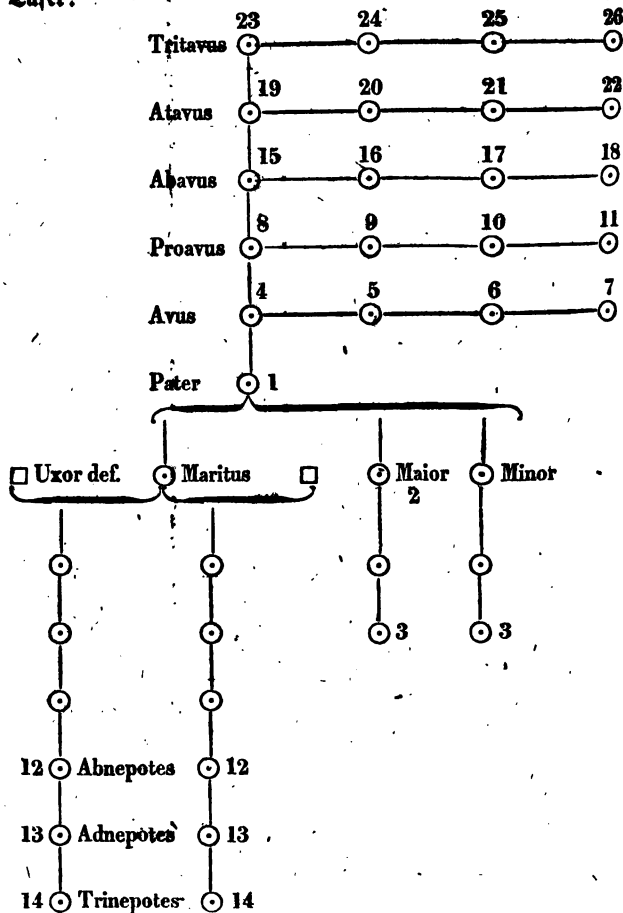 23 24 25 26
Tritavus
19 20 21 22
Atavus
15 16 17 18
Abavus
8 9 10 11
Proavus
4 5 6 7
Avus
Pater 1
Uxor def. Maritus Maior Minor
2
3 3
12 Abnepotes 12
13 Adnepotes 13
14 Trinepotes 14